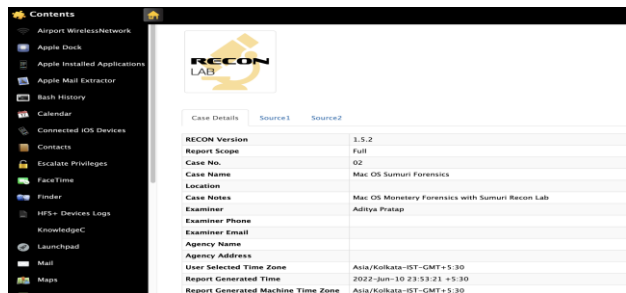 Contents
Airport WirelessNetwork
Apple Dock
Apple Installed Applications
Apple Mail Extractor
Bash History
Calendar
Connected iOS Devices
Contacts
Escalate Privileges
FaceTime
Finder
HFS+ Devices Logs
KnowledgeC
Launchpad
Mail
Maps
RECON
LAB
Case Details Source1 Source2
RECON Version 1.5.2
Report Scope Full
Case No. 02
Case Name Mac OS Sumuri Forensics
Location
Case Notes Mac OS Monetery Forensics with Sumuri Recon Lab
Examiner Aditya Pratap
Examiner Phone
Examiner Email
Agency Name
Agency Address
User Selected Time Zone Asia/Kolkata-IST-GMT+5:30
Report Generated Time 2022-Jun-10 23:53:21 +5:30
Report Generated Machine Time Zone Asia/Kolkata-IST-GMT+5:30